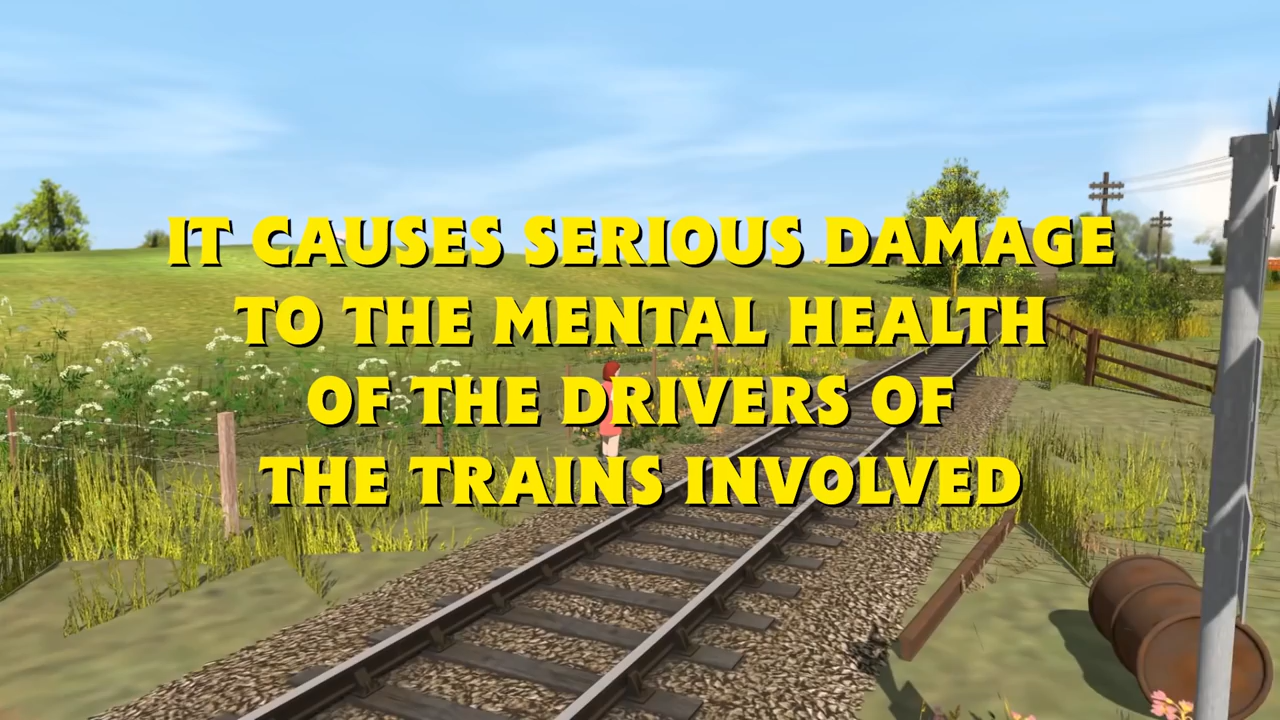 IT CAUSES SERIOUS DAMAGE
TO THE MENTAL HEALTH
OF THE DRIVERS OF
THE TRAINS INVOLVED